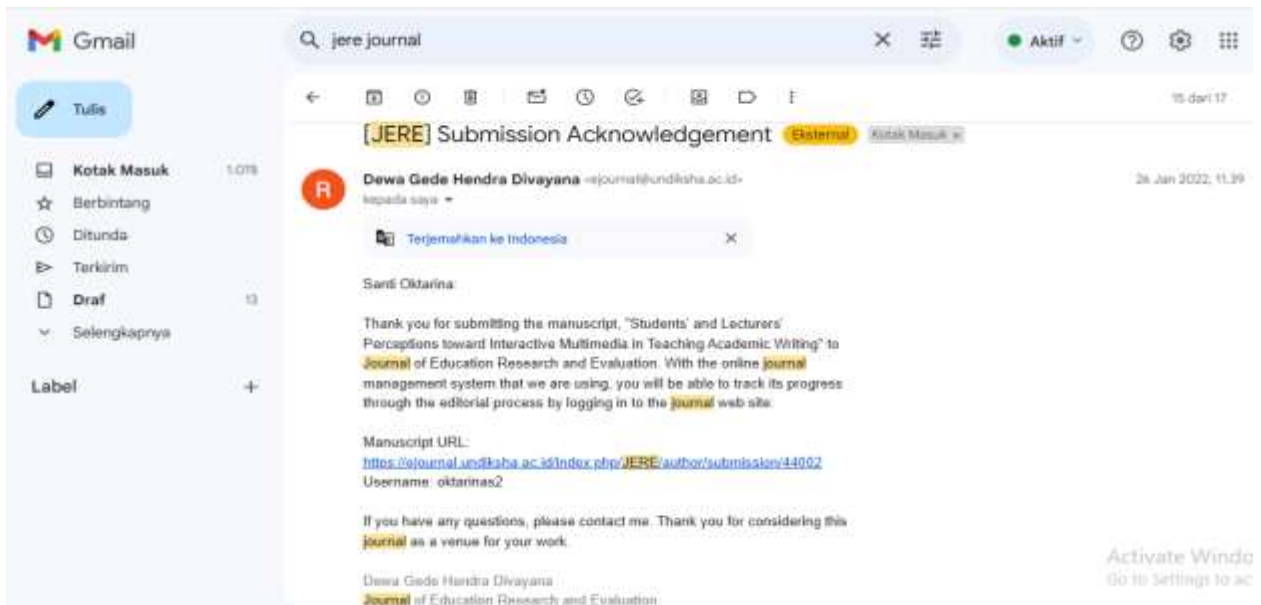 Gmail
jere journal
Aktif
Tulis
15 dari 17
[JERE] Submission Acknowledgement Eksternal Kotak Masuk x
Kotak Masuk
Dewa Gede Hendra Divayana <ejournal@undiksha.ac.id>
26 Jan 2022, 11.39
Berbintang
kepada saya
Ditunda
Terjemahkan ke Indonesia
Terkirim
Draf 13
Selengkapnya
Label
Santi Oktarina:
Thank you for submitting the manuscript, "Students' and Lecturers'
Perceptions toward Interactive Multimedia in Teaching Academic Writing" to
Journal of Education Research and Evaluation. With the online journal
management system that we are using, you will be able to track its progress
through the editorial process by logging in to the journal web site:
Manuscript URL:
https://ejournal.undiksha.ac.id/index.php/JERE/author/submission/44002
Username: oktarinas2
If you have any questions, please contact me. Thank you for considering this
journal as a venue for your work.
Dewa Gede Hendra Divayana
Journal of Education Research and Evaluation
Activate Windo
Go to Settings to ac